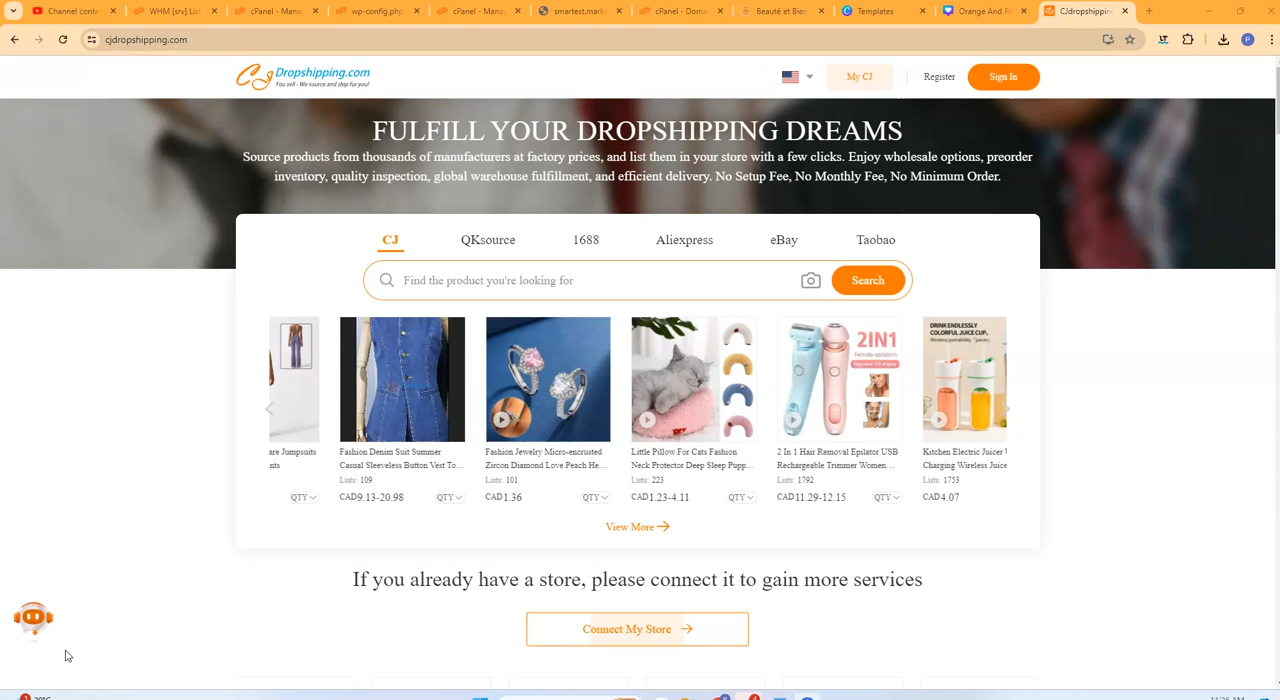 Channel conte
WHM [srv] List
cPanel - Mana
wp-config.php
cPanel - Mana
smartest.mark
cPanel - Doma
Beauté et Bien
Templates
Orange And
CJdropshippin
cjdropshipping.com
CJ Dropshipping.com
You sell - We source and ship for you!
My CJ
Register
Sign In
FULFILL YOUR DROPSHIPPING DREAMS
Source products from thousands of manufacturers at factory prices, and list them in your store with a few clicks. Enjoy wholesale options, preorder
inventory, quality inspection, global warehouse fulfillment, and efficient delivery. No Setup Fee, No Monthly Fee, No Minimum Order.
CJ QKsource 1688 Aliexpress eBay Taobao
Find the product you're looking for
Search
2IN1
Female epilators
DRINK ENDLESSLY
COLORFUL JUICE CUP.
are Jumpsuits
nts
QTY
Fashion Denim Suit Summer
Casual Sleeveless Button Vest To...
Lists: 109
CAD9.13-20.98 QTY
Fashion Jewelry Micro-encrusted
Zircon Diamond Love Peach He...
Lists: 101
CAD1.36 QTY
Little Pillow For Cats Fashion
Neck Protector Deep Sleep Pupp...
Lists: 223
CAD1.23-4.11 QTY
2 In 1 Hair Removal Epilator USB
Rechargeable Trimmer Women...
Lists: 1792
CAD11.29-12.15 QTY
Kitchen Electric Juicer
Charging Wireless Juice
Lists: 1753
CAD4.07
View More
If you already have a store, please connect it to gain more services
Connect My Store